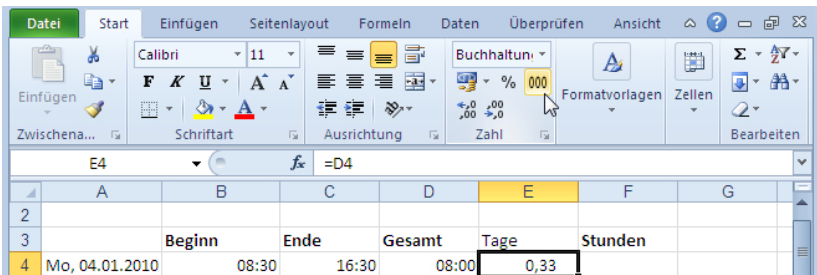 Datei Start Einfügen Seitenlayout Formeln Daten Überprüfen Ansicht
Calibri 11 Buchhaltun
F K U A A % 000 Σ
Einfügen Formatvorlagen Zellen
A ,00 ,00 ,0
Zwischena... Schriftart Ausrichtung Zahl Bearbeiten
E4 fx =D4
A B C D E F G
2
3 Beginn Ende Gesamt Tage Stunden
4 Mo, 04.01.2010 08:30 16:30 08:00 0,33